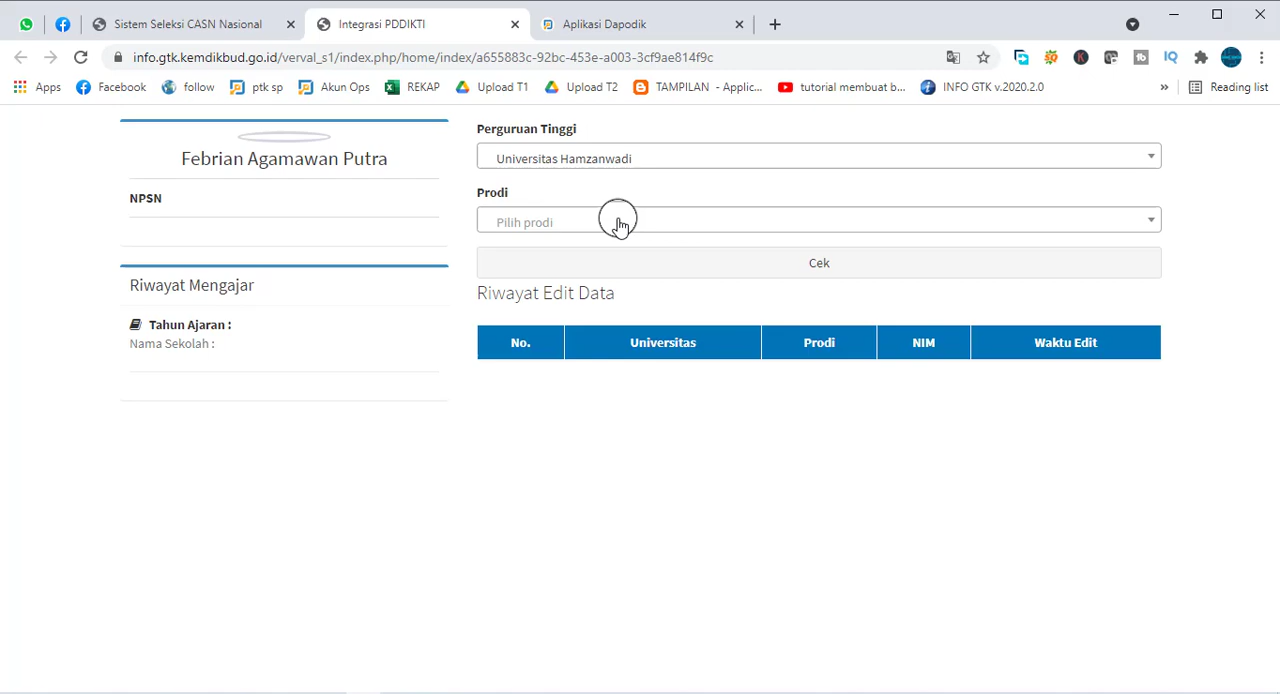 Sistem Seleksi CASN Nasional
Integrasi PDDIKTI
Aplikasi Dapodik
info.gtk.kemdikbud.go.id/verval_s1/index.php/home/index/a655883c-92bc-453e-a003-3cf9ae814f9c
Apps
Facebook
follow
ptk sp
Akun Ops
REKAP
Upload T1
Upload T2
TAMPILAN - Applic...
tutorial membuat b...
INFO GTK v.2020.2.0
»
Reading list
Febrian Agamawan Putra
NPSN
Riwayat Mengajar
Tahun Ajaran :
Nama Sekolah :
Perguruan Tinggi
Universitas Hamzanwadi
Prodi
Pilih prodi
Cek
Riwayat Edit Data
No. Universitas Prodi NIM Waktu Edit